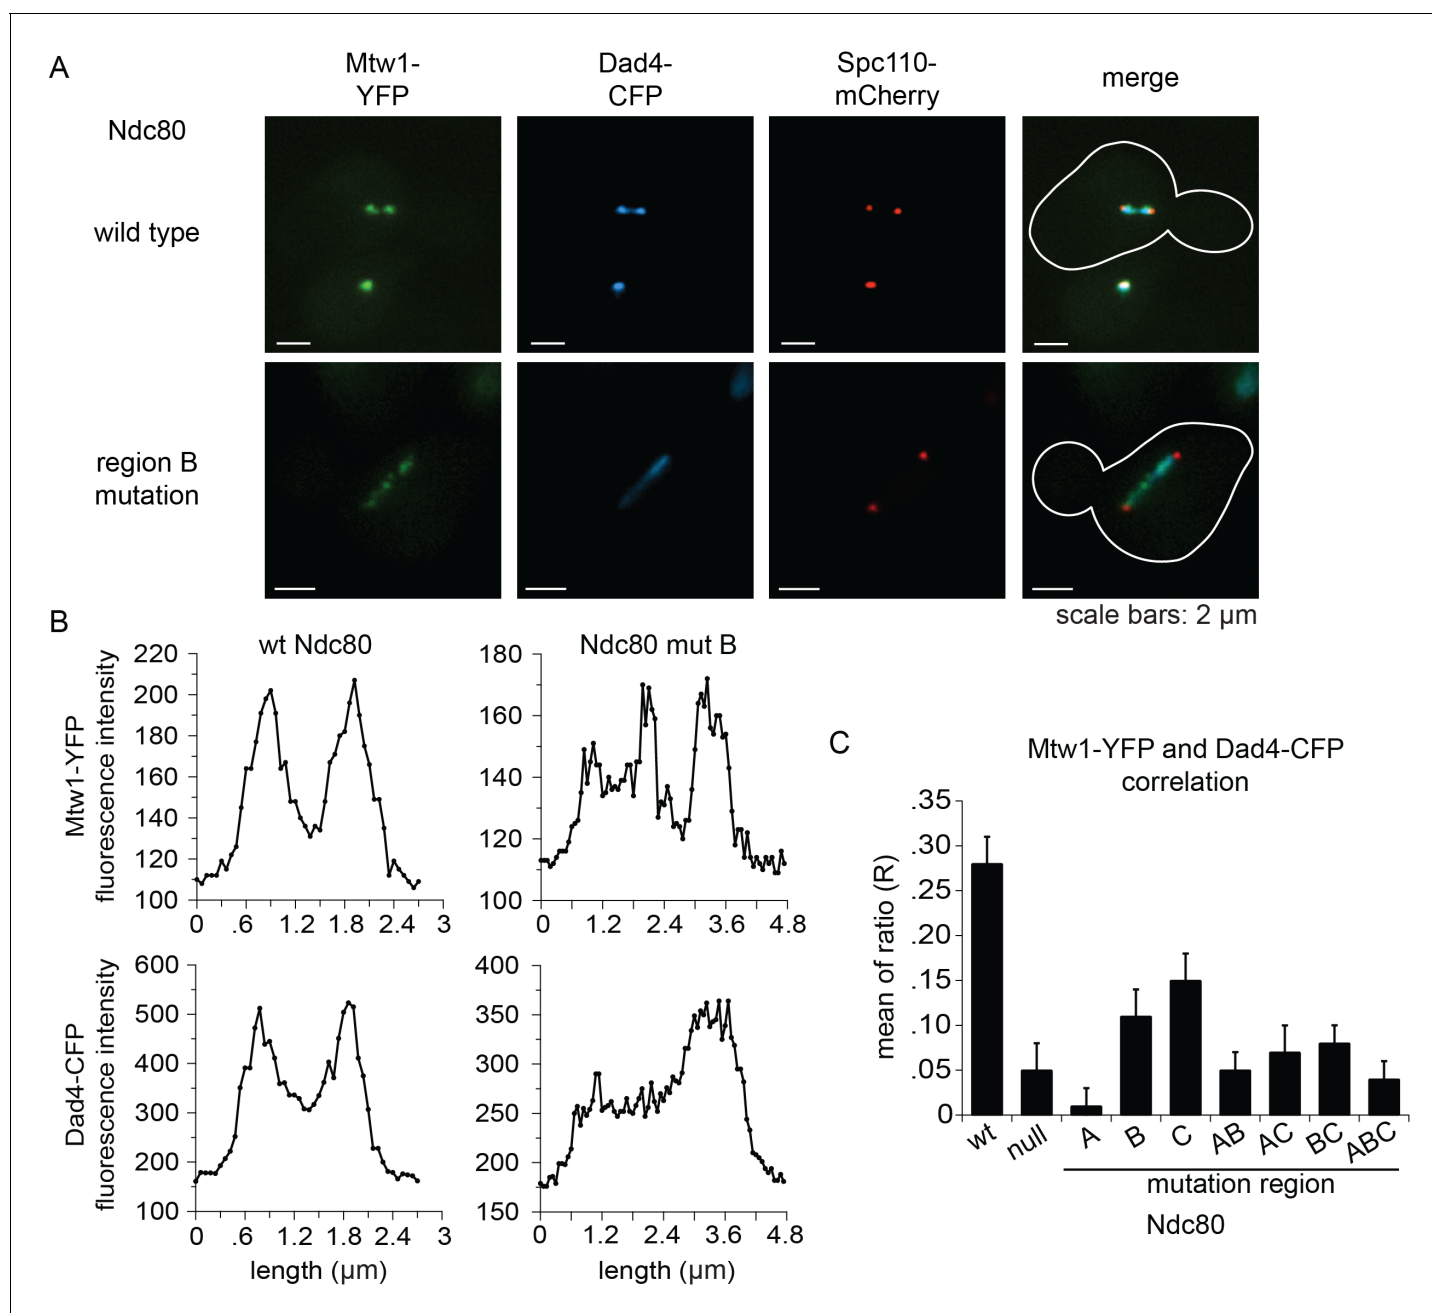 A
Mtw1-
YFP
Dad4-
CFP
Spc110-
mCherry
merge
Ndc80
wild type
region B
mutation
scale bars: 2 µm
B
wt Ndc80
Mtw1-YFP
fluorescence intensity
220
200
180
160
140
120
100
0 .6 1.2 1.8 2.4 3
Ndc80 mut B
180
160
140
120
100
0 1.2 2.4 3.6 4.8
Dad4-CFP
fluorescence intensity
600
500
400
300
200
100
0 .6 1.2 1.8 2.4 3
length (µm)
400
350
300
250
200
150
0 1.2 2.4 3.6 4.8
length (µm)
C
Mtw1-YFP and Dad4-CFP
correlation
mean of ratio (R)
.35
.30
.25
.20
.15
.10
.05
0
wt null A B C AB AC BC ABC
mutation region
Ndc80